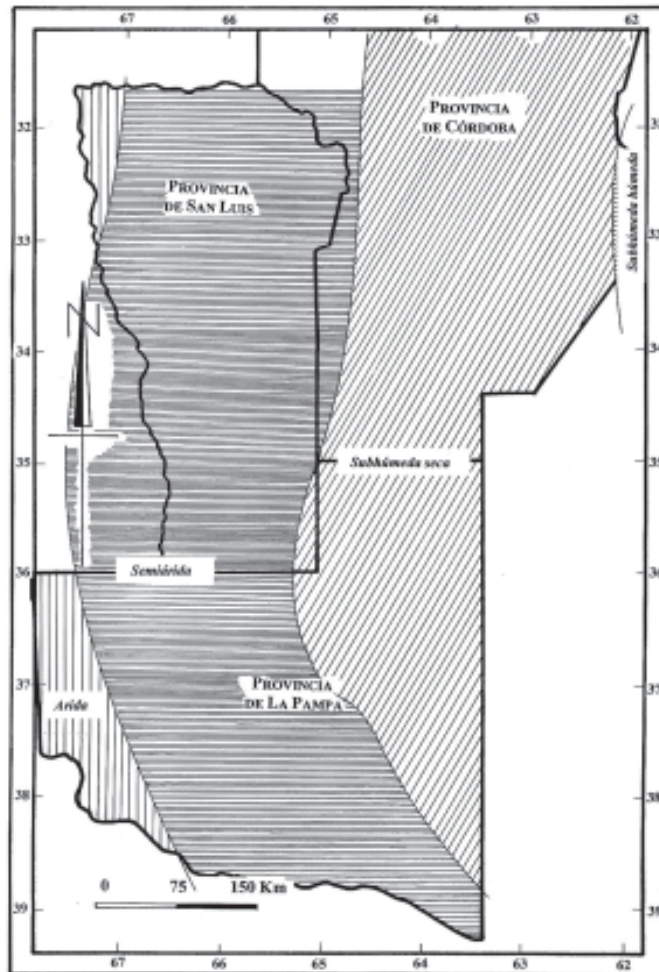 67 66 65 64 63 62
32
33
34
35
36
37
38
39
PROVINCIA
DE CÓRDOBA
PROVINCIA
DE SAN LUIS
Subhúmeda húmeda
Subhúmeda seca
Semiárida
PROVINCIA
DE LA PAMPA
Arida
0 75 150 Km
67 66 65 64 63 62